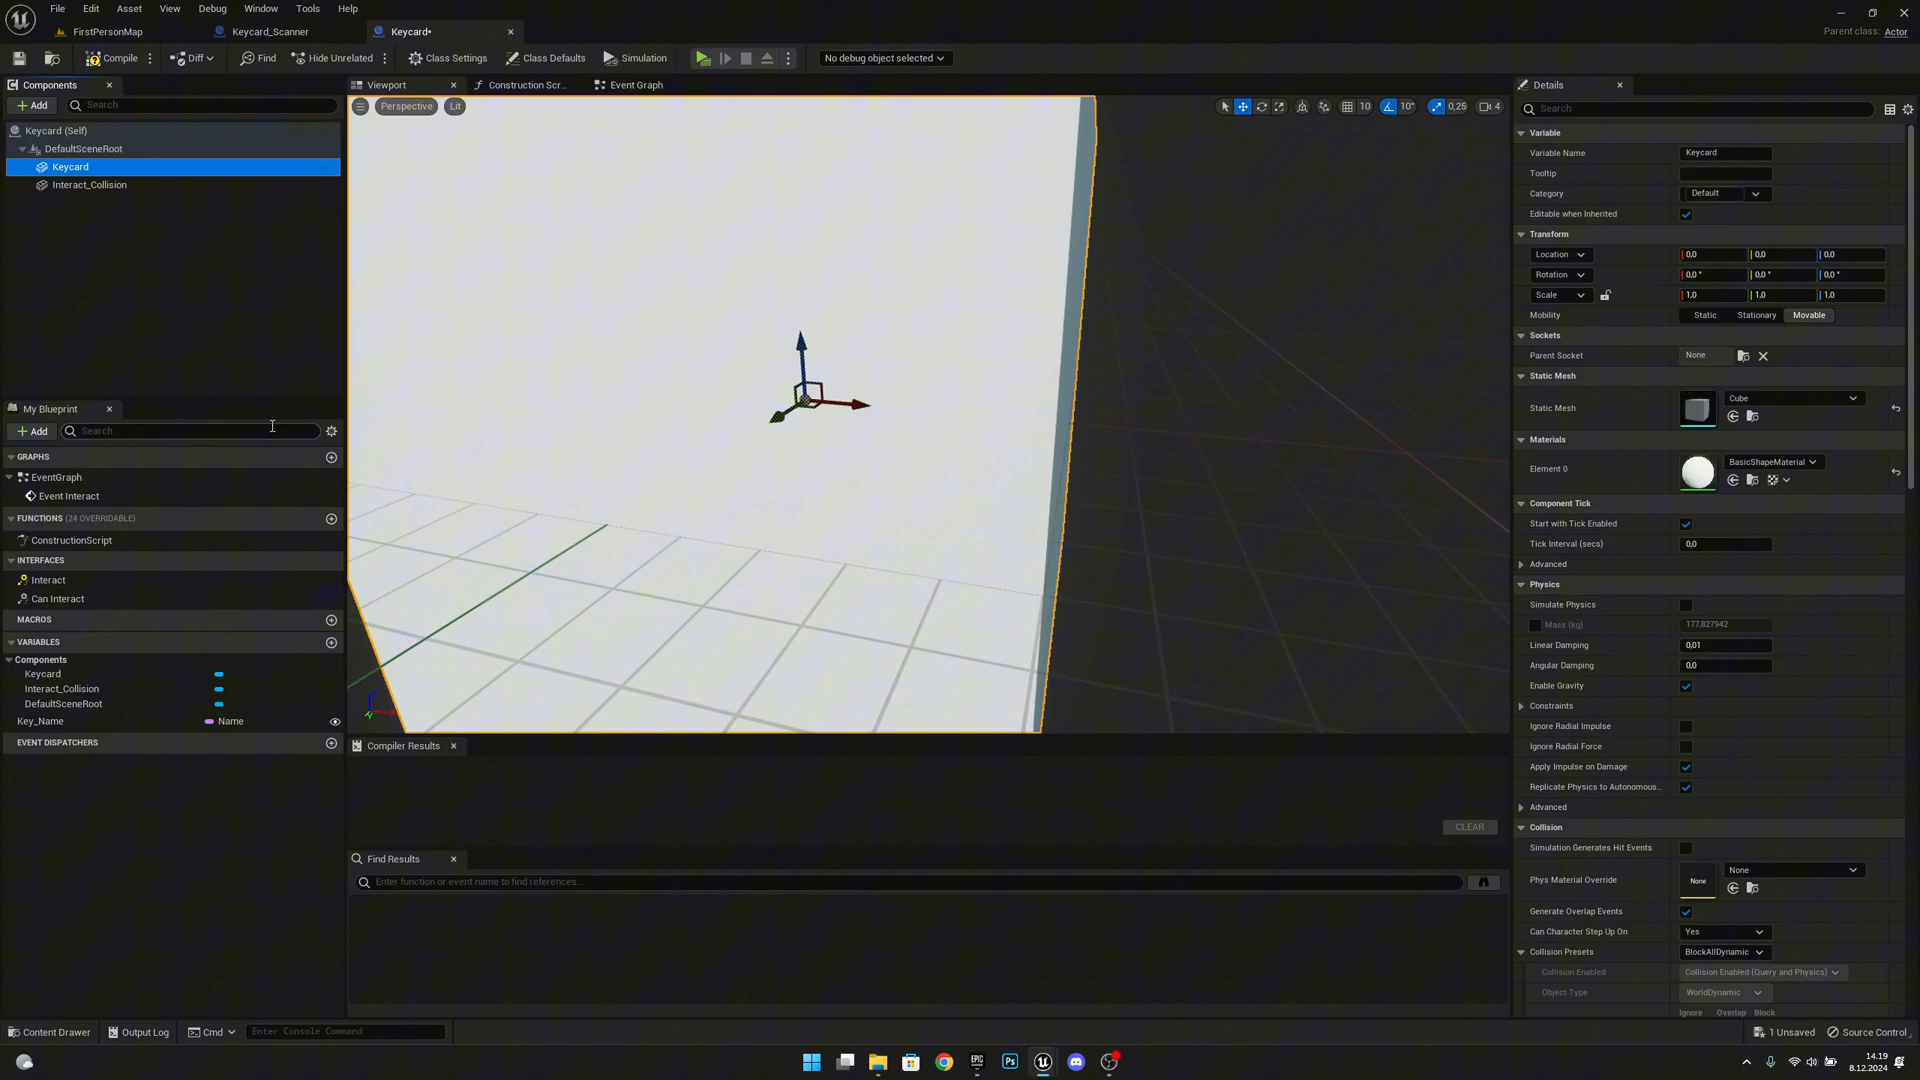 File Edit Asset View Debug Window Tools Help
Parent class: Actor
FirstPersonMap Keycard_Scanner Keycard*
Compile Diff Find Hide Unrelated Class Settings Class Defaults Simulation No debug object selected
Components
Add Search
Keycard (Self)
DefaultSceneRoot
Keycard
Interact_Collision
My Blueprint
Add Search
GRAPHS
EventGraph
Event Interact
FUNCTIONS (24 OVERRIDABLE)
ConstructionScript
INTERFACES
Interact
Can Interact
MACROS
VARIABLES
Components
Keycard
Interact_Collision
DefaultSceneRoot
Key_Name Name
EVENT DISPATCHERS
Viewport Construction Scr... Event Graph
Perspective Lit
10 10° 0,25 4
Compiler Results
CLEAR
Find Results
Enter function or event name to find references...
Details
Search
Variable
Variable Name Keycard
Tooltip
Category Default
Editable when Inherited
Transform
Location 0,0 0,0 0,0
Rotation 0,0 ° 0,0 ° 0,0 °
Scale 1,0 1,0 1,0
Mobility Static Stationary Movable
Sockets
Parent Socket None
Static Mesh
Static Mesh Cube
Materials
Element 0 BasicShapeMaterial
Component Tick
Start with Tick Enabled
Tick Interval (secs) 0,0
Advanced
Physics
Simulate Physics
Mass (kg) 177,827942
Linear Damping 0,01
Angular Damping 0,0
Enable Gravity
Constraints
Ignore Radial Impulse
Ignore Radial Force
Apply Impulse on Damage
Replicate Physics to Autonomous...
Advanced
Collision
Simulation Generates Hit Events
Phys Material Override None None
Generate Overlap Events
Can Character Step Up On Yes
Collision Presets BlockAllDynamic
Collision Enabled Collision Enabled (Query and Physics)
Object Type WorldDynamic
Ignore Overlap Block
Content Drawer Output Log Cmd Enter Console Command 1 Unsaved Source Control
EPIC GAMES Ps
14.19
8.12.2024